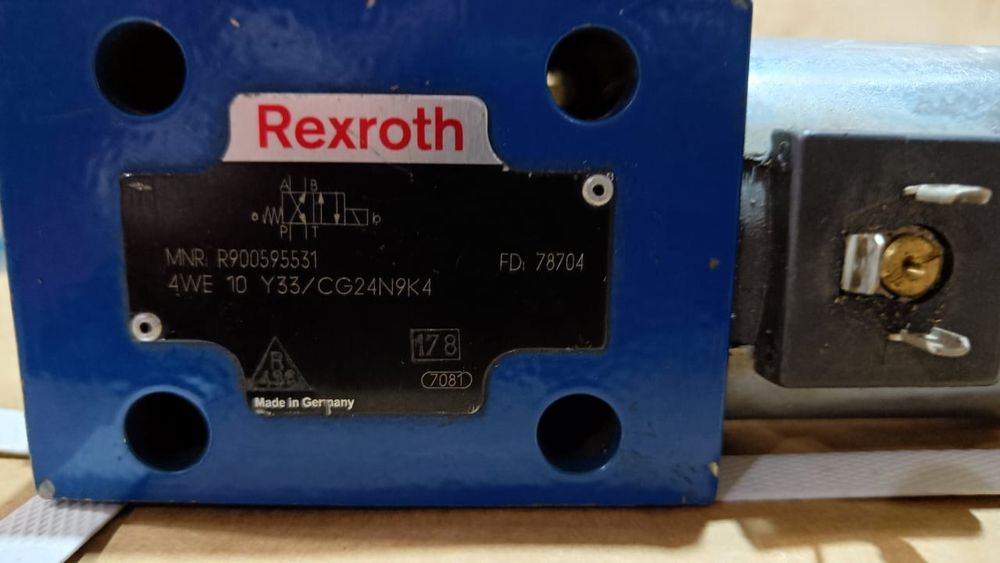 Rexroth
A B
a b
P T
MNR: R900595531 FD: 78704
4WE 10 Y33/CG24N9K4
178
R
7081
Made in Germany